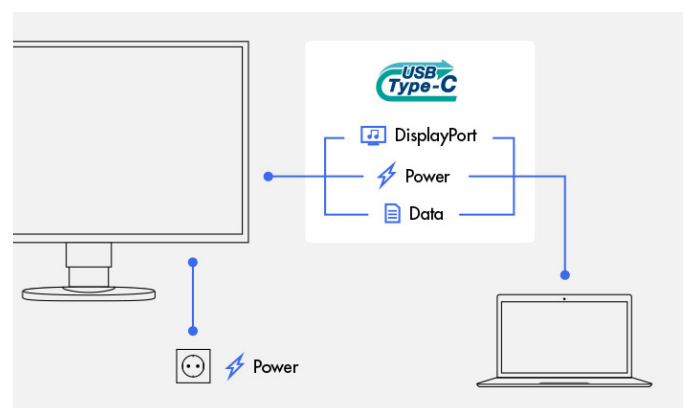 USB
Type-C
DisplayPort
Power
Data
Power